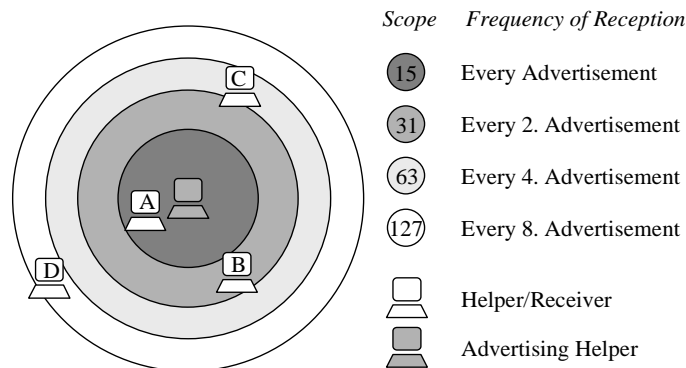 Scope Frequency of Reception
C
15 Every Advertisement
31 Every 2. Advertisement
63 Every 4. Advertisement
A
127 Every 8. Advertisement
B
D
Helper/Receiver
Advertising Helper